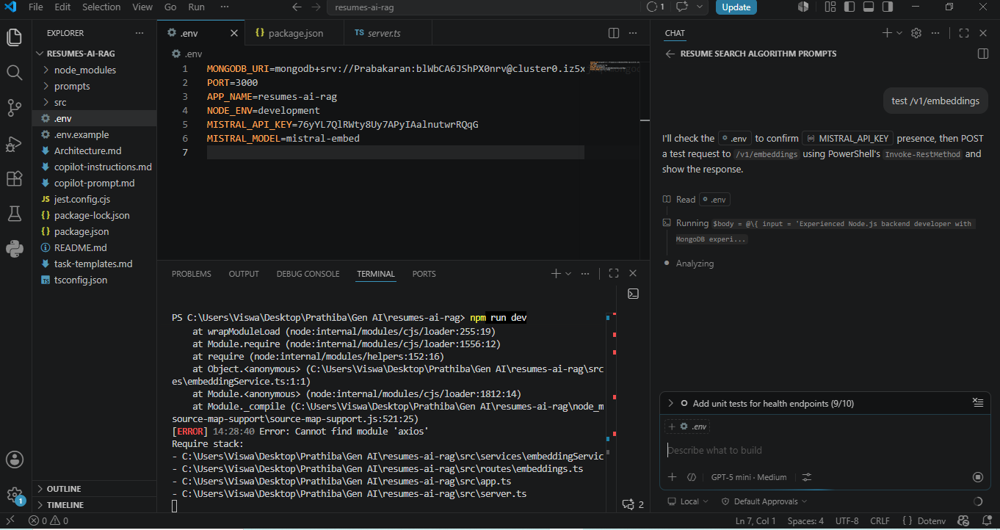 File Edit Selection View Go Run ··· resumes-ai-rag 1 Update
EXPLORER ···
RESUMES-AI-RAG
node_modules
prompts
src
.env
.env.example
Architecture.md
copilot-instructions.md
copilot-prompt.md
JS jest.config.cjs
{} package-lock.json
{} package.json
README.md
task-templates.md
TS tsconfig.json
OUTLINE
TIMELINE
.env {} package.json TS server.ts ···
.env
1 MONGODB_URI=mongodb+srv://Prabakaran:blWbCA6JShPX0nrv@cluster0.iz5x
2 PORT=3000
3 APP_NAME=resumes-ai-rag
4 NODE_ENV=development
5 MISTRAL_API_KEY=76yYL7QlRWty8Uy7APyIAalnutwrRQqG
6 MISTRAL_MODEL=mistral-embed
7
PROBLEMS OUTPUT DEBUG CONSOLE TERMINAL PORTS ···
PS C:\Users\Viswa\Desktop\Prathiba\Gen AI\resumes-ai-rag> npm run dev
at wrapModuleLoad (node:internal/modules/cjs/loader:255:19)
at Module.require (node:internal/modules/cjs/loader:1556:12)
at require (node:internal/modules/helpers:152:16)
at Object.<anonymous> (C:\Users\Viswa\Desktop\Prathiba\Gen AI\resumes-ai-rag\src
es\embeddingService.ts:1:1)
at Module.<anonymous> (node:internal/modules/cjs/loader:1812:14)
at Module._compile (C:\Users\Viswa\Desktop\Prathiba\Gen AI\resumes-ai-rag\node_m
source-map-support\source-map-support.js:521:25)
[ERROR] 14:28:40 Error: Cannot find module 'axios'
Require stack:
- C:\Users\Viswa\Desktop\Prathiba\Gen AI\resumes-ai-rag\src\services\embeddingServic
- C:\Users\Viswa\Desktop\Prathiba\Gen AI\resumes-ai-rag\src\routes\embeddings.ts
- C:\Users\Viswa\Desktop\Prathiba\Gen AI\resumes-ai-rag\src\app.ts
- C:\Users\Viswa\Desktop\Prathiba\Gen AI\resumes-ai-rag\src\server.ts
2
CHAT ···
RESUME SEARCH ALGORITHM PROMPTS
test /v1/embeddings
I'll check the .env to confirm MISTRAL_API_KEY presence, then POST
a test request to /v1/embeddings using PowerShell's Invoke-RestMethod and
show the response.
Read .env
Running $body = @\{ input = 'Experienced Node.js backend developer with
MongoDB experi...
Analyzing
Add unit tests for health endpoints (9/10)
+ .env
Describe what to build
GPT-5 mini · Medium
Local Default Approvals
1
0 0 Ln 7, Col 1 Spaces: 4 UTF-8 CRLF {} Dotenv